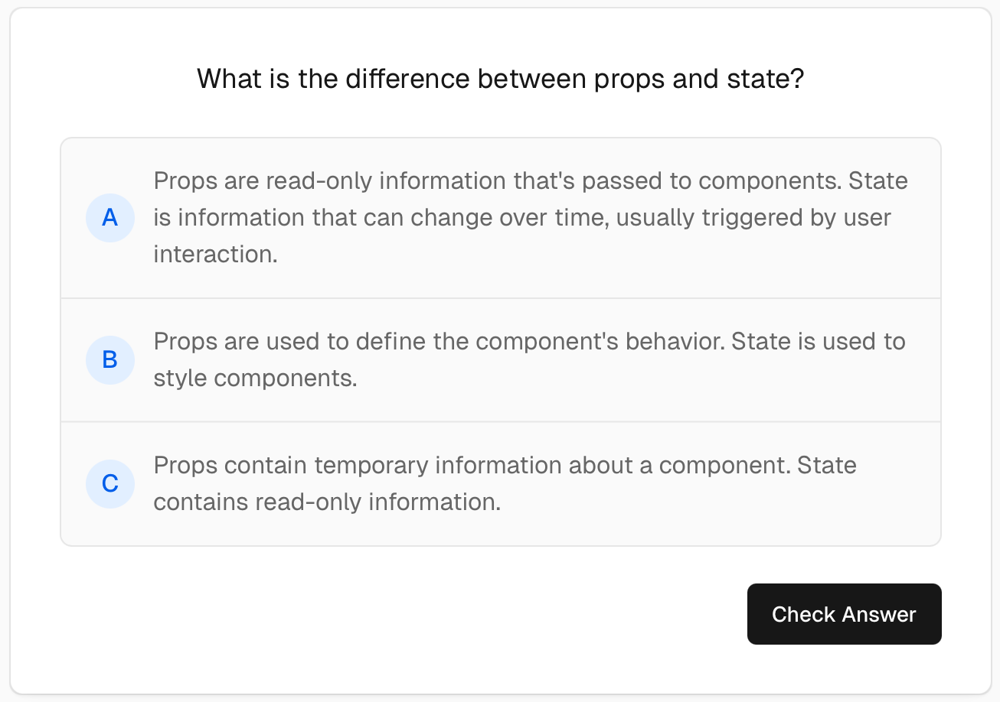 What is the difference between props and state?
A
Props are read-only information that's passed to components. State
is information that can change over time, usually triggered by user
interaction.
B
Props are used to define the component's behavior. State is used to
style components.
C
Props contain temporary information about a component. State
contains read-only information.
Check Answer